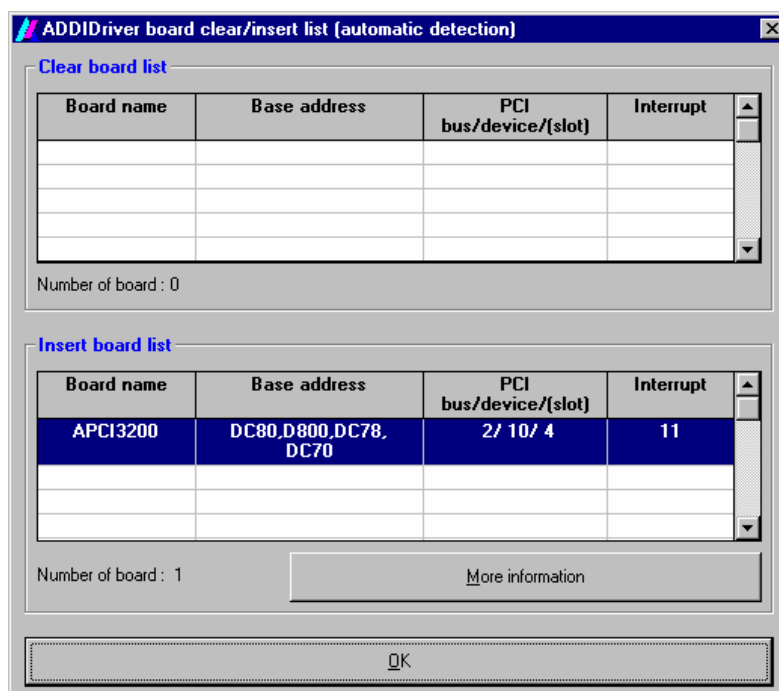 ADDIDriver board clear/insert list (automatic detection)
Clear board list
Board name Base address PCI Interrupt
bus/device/(slot)
Number of board : 0
Insert board list
Board name Base address PCI Interrupt
bus/device/(slot)
APCI3200 DC80,D800,DC78, 2/ 10/ 4 11
DC70
Number of board : 1 More information
OK